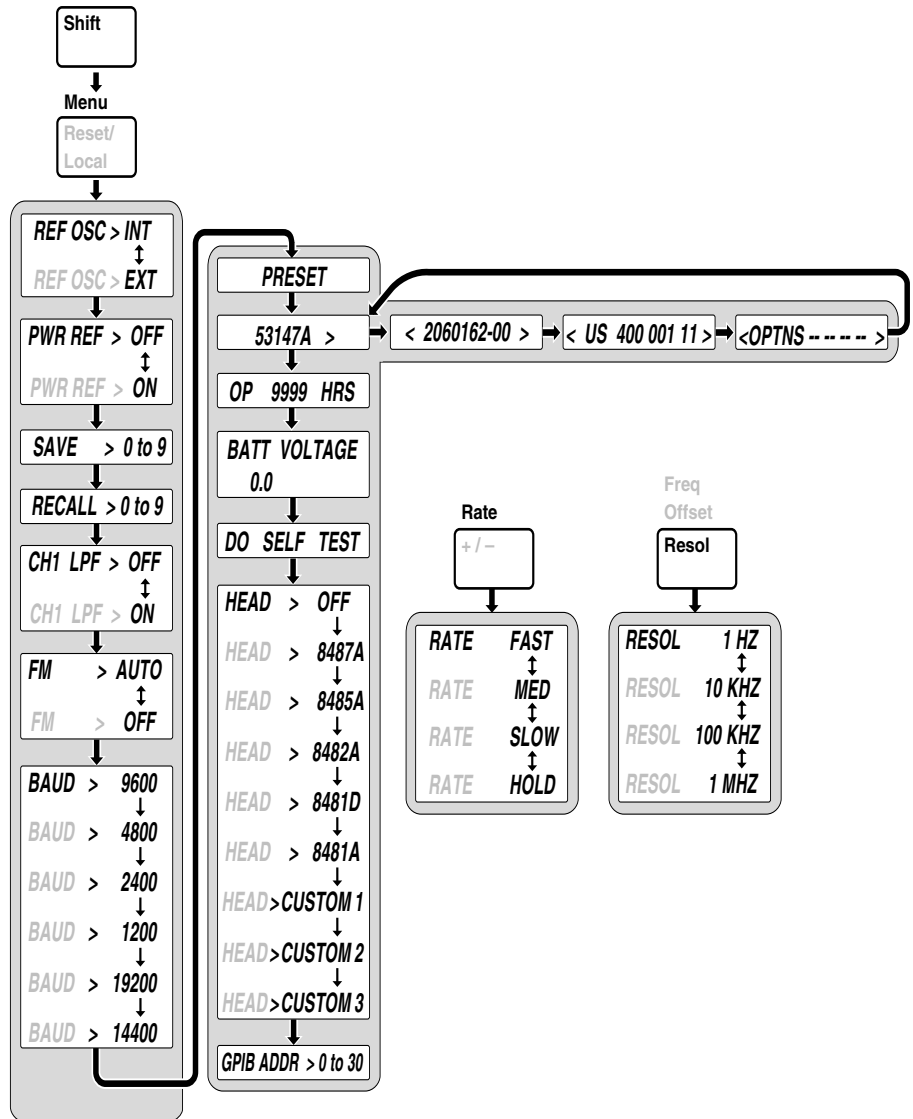 Shift
Menu
Reset/
Local
REF OSC > INT
REF OSC > EXT
PWR REF > OFF
PWR REF > ON
SAVE > 0 to 9
RECALL > 0 to 9
CH1 LPF > OFF
CH1 LPF > ON
FM > AUTO
FM > OFF
BAUD > 9600
BAUD > 4800
BAUD > 2400
BAUD > 1200
BAUD > 19200
BAUD > 14400
PRESET
53147A >
< 2060162-00 >
< US 400 001 11 >
<OPTNS -- -- -- -- >
OP 9999 HRS
BATT VOLTAGE
0.0
DO SELF TEST
HEAD > OFF
HEAD > 8487A
HEAD > 8485A
HEAD > 8482A
HEAD > 8481D
HEAD > 8481A
HEAD >CUSTOM 1
HEAD >CUSTOM 2
HEAD >CUSTOM 3
GPIB ADDR > 0 to 30
Rate
+ / –
RATE FAST
RATE MED
RATE SLOW
RATE HOLD
Freq
Offset
Resol
RESOL 1 HZ
RESOL 10 KHZ
RESOL 100 KHZ
RESOL 1 MHZ